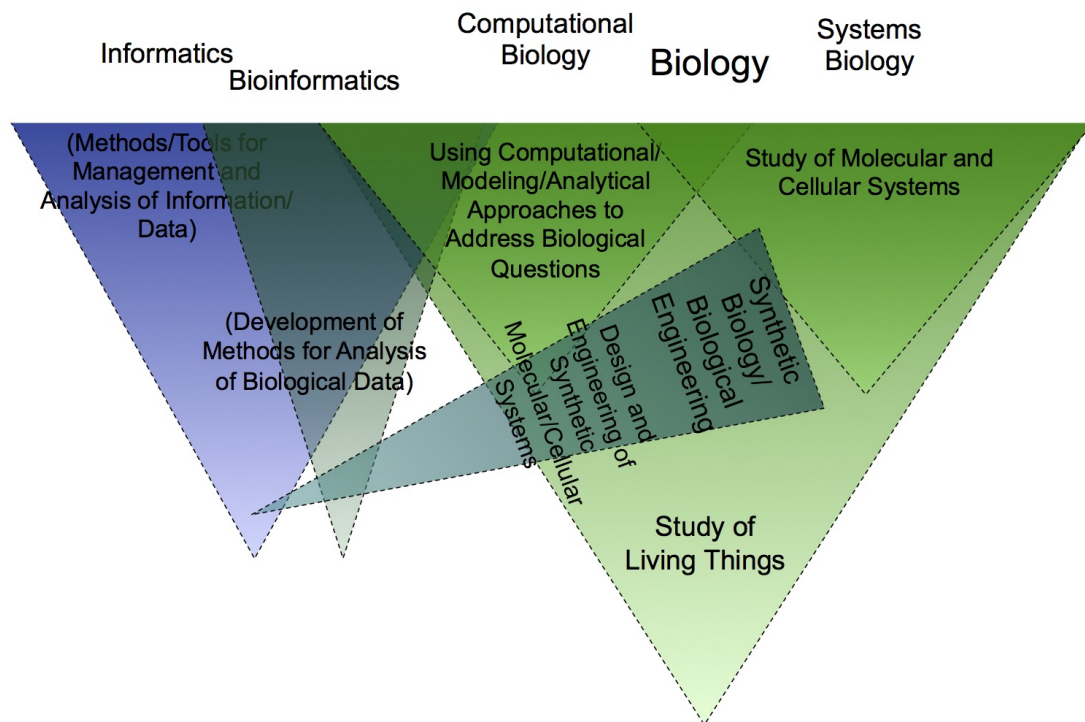 Informatics
Bioinformatics
Computational
Biology
Biology
Systems
Biology
(Methods/Tools for
Management and
Analysis of Information/
Data)
Using Computational/
Modeling/Analytical
Approaches to
Address Biological
Questions
Study of Molecular and
Cellular Systems
(Development of
Methods for Analysis
of Biological Data)
Synthetic
Biology/
Biological
Engineering
Design and
Engineering of
Synthetic
Molecular/Cellular
Systems
Study of
Living Things